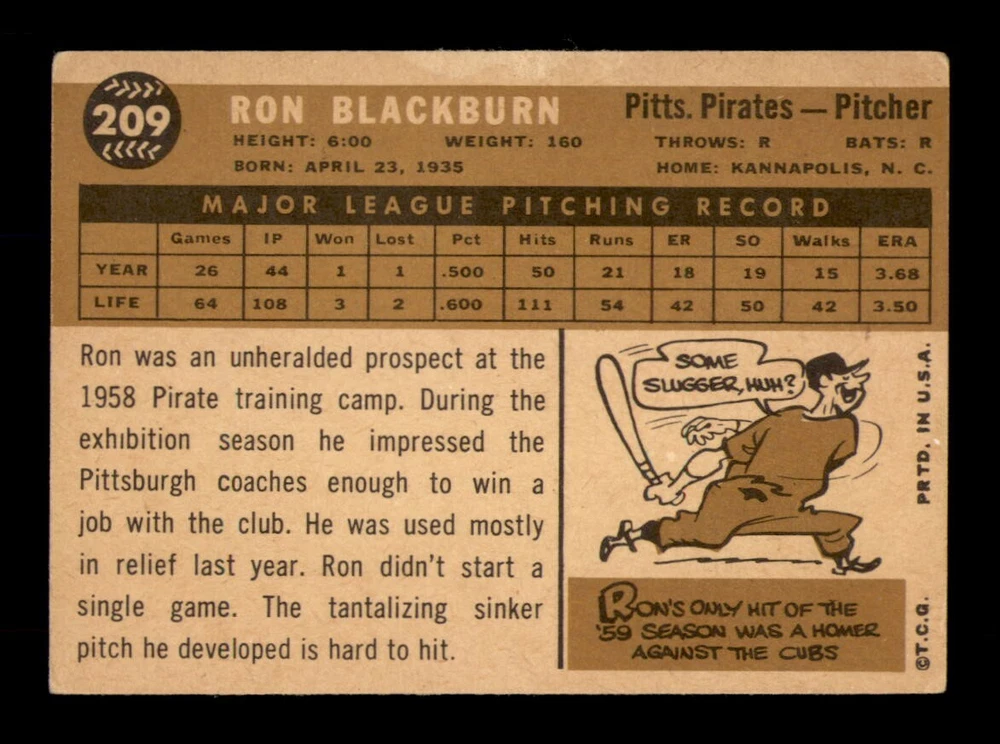 209
RON BLACKBURN
Pitts. Pirates — Pitcher
HEIGHT: 6:00 WEIGHT: 160 THROWS: R BATS: R
BORN: APRIL 23, 1935 HOME: KANNAPOLIS, N. C.
MAJOR LEAGUE PITCHING RECORD
Games IP Won Lost Pct Hits Runs ER SO Walks ERA
YEAR 26 44 1 1 .500 50 21 18 19 15 3.68
LIFE 64 108 3 2 .600 111 54 42 50 42 3.50
Ron was an unheralded prospect at the
1958 Pirate training camp. During the
exhibition season he impressed the
Pittsburgh coaches enough to win a
job with the club. He was used mostly
in relief last year. Ron didn't start a
single game. The tantalizing sinker
pitch he developed is hard to hit.
SOME
SLUGGER, HUH?
RON'S ONLY HIT OF THE
'59 SEASON WAS A HOMER
AGAINST THE CUBS
©T.C.G. PRTD. IN U.S.A.